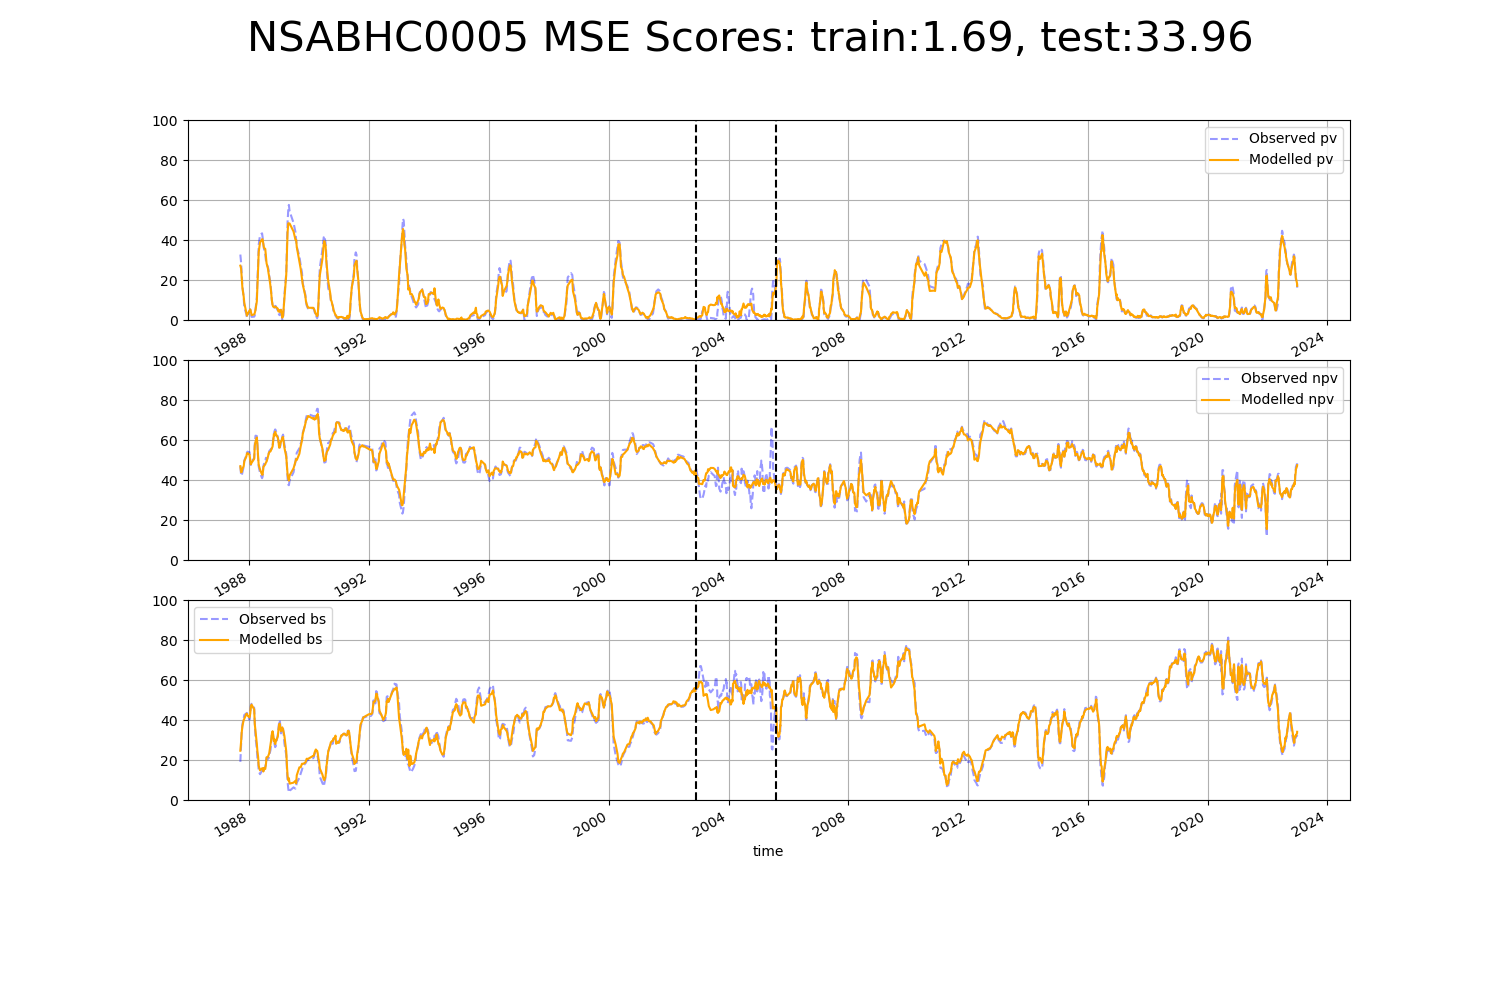 NSABHC0005 MSE Scores: train:1.69, test:33.96
100
80
60
40
20
0
Observed pv
Modelled pv
1988 1992 1996 2000 2004 2008 2012 2016 2020 2024
100
80
60
40
20
0
Observed npv
Modelled npv
1988 1992 1996 2000 2004 2008 2012 2016 2020 2024
100
80
60
40
20
0
Observed bs
Modelled bs
1988 1992 1996 2000 2004 2008 2012 2016 2020 2024
time